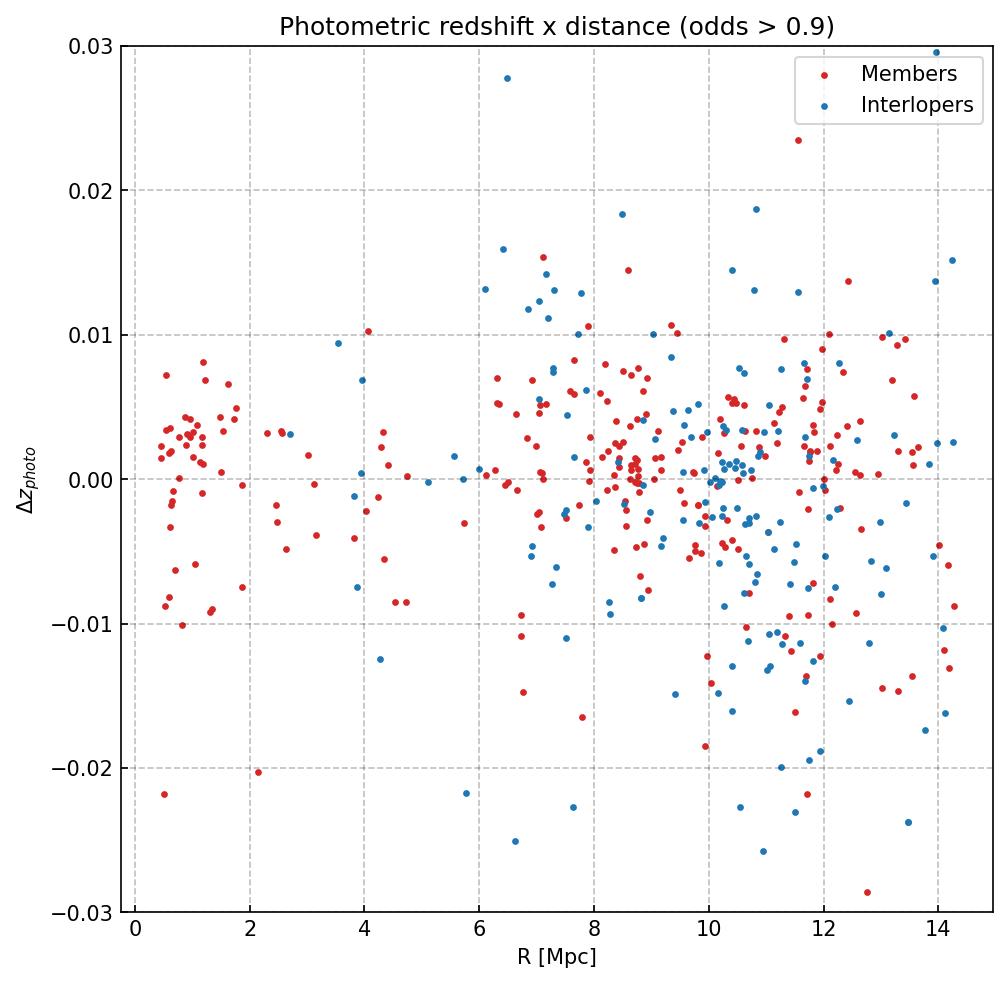 Photometric redshift x distance (odds > 0.9)
Members
Interlopers
0.03
0.02
0.01
0.00
−0.01
−0.02
−0.03
Δz_photo
0 2 4 6 8 10 12 14
R [Mpc]